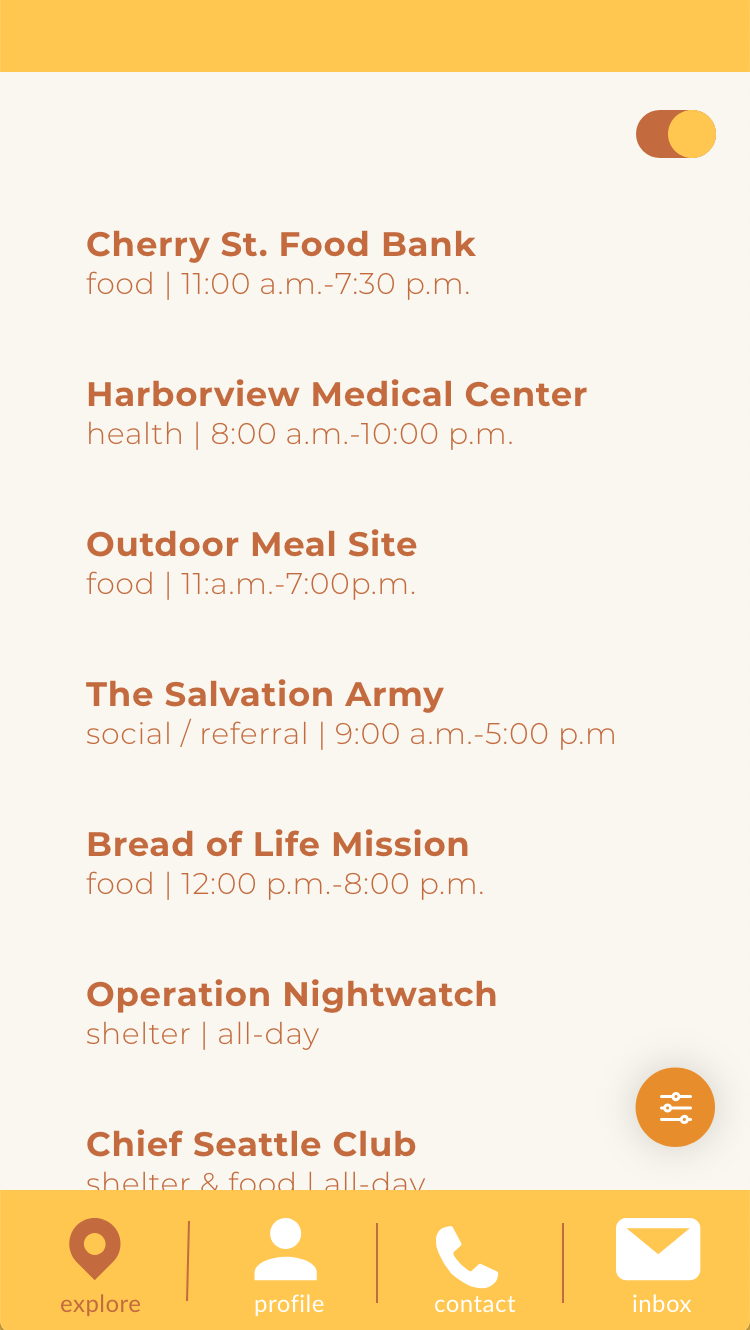 Cherry St. Food Bank
food | 11:00 a.m.-7:30 p.m.
Harborview Medical Center
health | 8:00 a.m.-10:00 p.m.
Outdoor Meal Site
food | 11:a.m.-7:00p.m.
The Salvation Army
social / referral | 9:00 a.m.-5:00 p.m
Bread of Life Mission
food | 12:00 p.m.-8:00 p.m.
Operation Nightwatch
shelter | all-day
Chief Seattle Club
shelter & food | all-day
explore
profile
contact
inbox